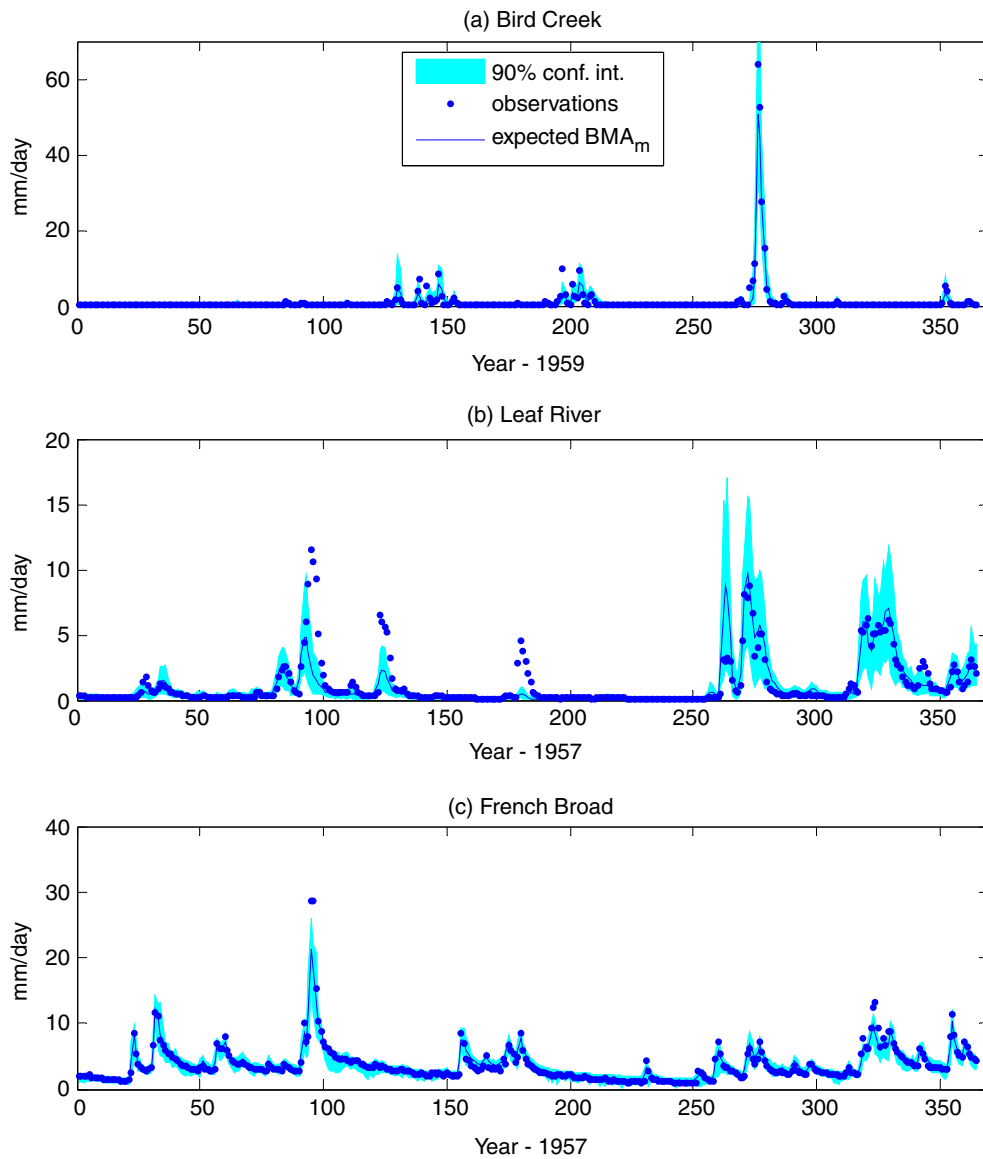 (a) Bird Creek
90% conf. int.
observations
expected BMA_m
mm/day
60
40
20
0
0 50 100 150 200 250 300 350
Year - 1959
(b) Leaf River
mm/day
20
15
10
5
0
0 50 100 150 200 250 300 350
Year - 1957
(c) French Broad
mm/day
40
30
20
10
0
0 50 100 150 200 250 300 350
Year - 1957